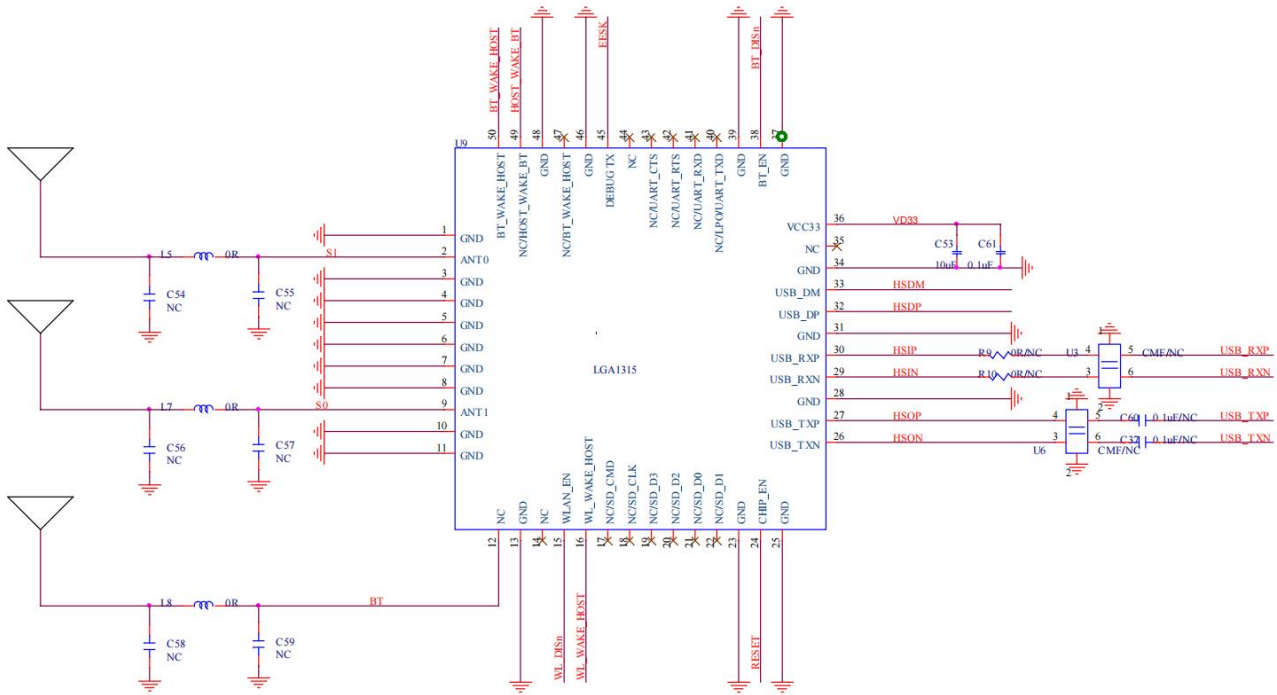 BT_WAKE_HOST
HOST_WAKE_BT
EESK
BT_DISn
50
49
48
47
46
45
44
43
42
41
40
39
38
37
U9
BT_WAKE_HOST
NC/HOST_WAKE_BT
GND
NC/BT_WAKE_HOST
GND
DEBUG TX
NC
NC/UART_CTS
NC/UART_RTS
NC/UART_RXD
NC/LPO/UART_TXD
GND
BT_EN
GND
1 GND
L5 0R S1 2 ANT0
3 GND
4 GND
5 GND
6 GND
7 GND
8 GND
L7 0R S0 9 ANT1
10 GND
11 GND
C54
NC
C55
NC
C56
NC
C57
NC
LGA1315
VCC33 36 VD33
NC 35
C53
10uF
C61
0.1uF
GND 34
USB_DM 33 HSDM
USB_DP 32 HSDP
GND 31
USB_RXP 30 HSIP R9 0R/NC U3 4 1 5 CMF/NC USB_RXP
USB_RXN 29 HSIN R10 0R/NC 3 6 2 USB_RXN
GND 28
USB_TXP 27 HSOP 4 1 5 C60 0.1uF/NC USB_TXP
USB_TXN 26 HSON U6 3 6 2 C37 0.1uF/NC USB_TXN
CMF/NC
NC
GND
NC
WLAN_EN
WL_WAKE_HOST
NC/SD_CMD
NC/SD_CLK
NC/SD_D3
NC/SD_D2
NC/SD_D0
NC/SD_D1
GND
CHIP_EN
GND
12
13
14
15
16
17
18
19
20
21
22
23
24
25
L8 0R BT
C58
NC
C59
NC
WL_DISn
WL_WAKE_HOST
RESET